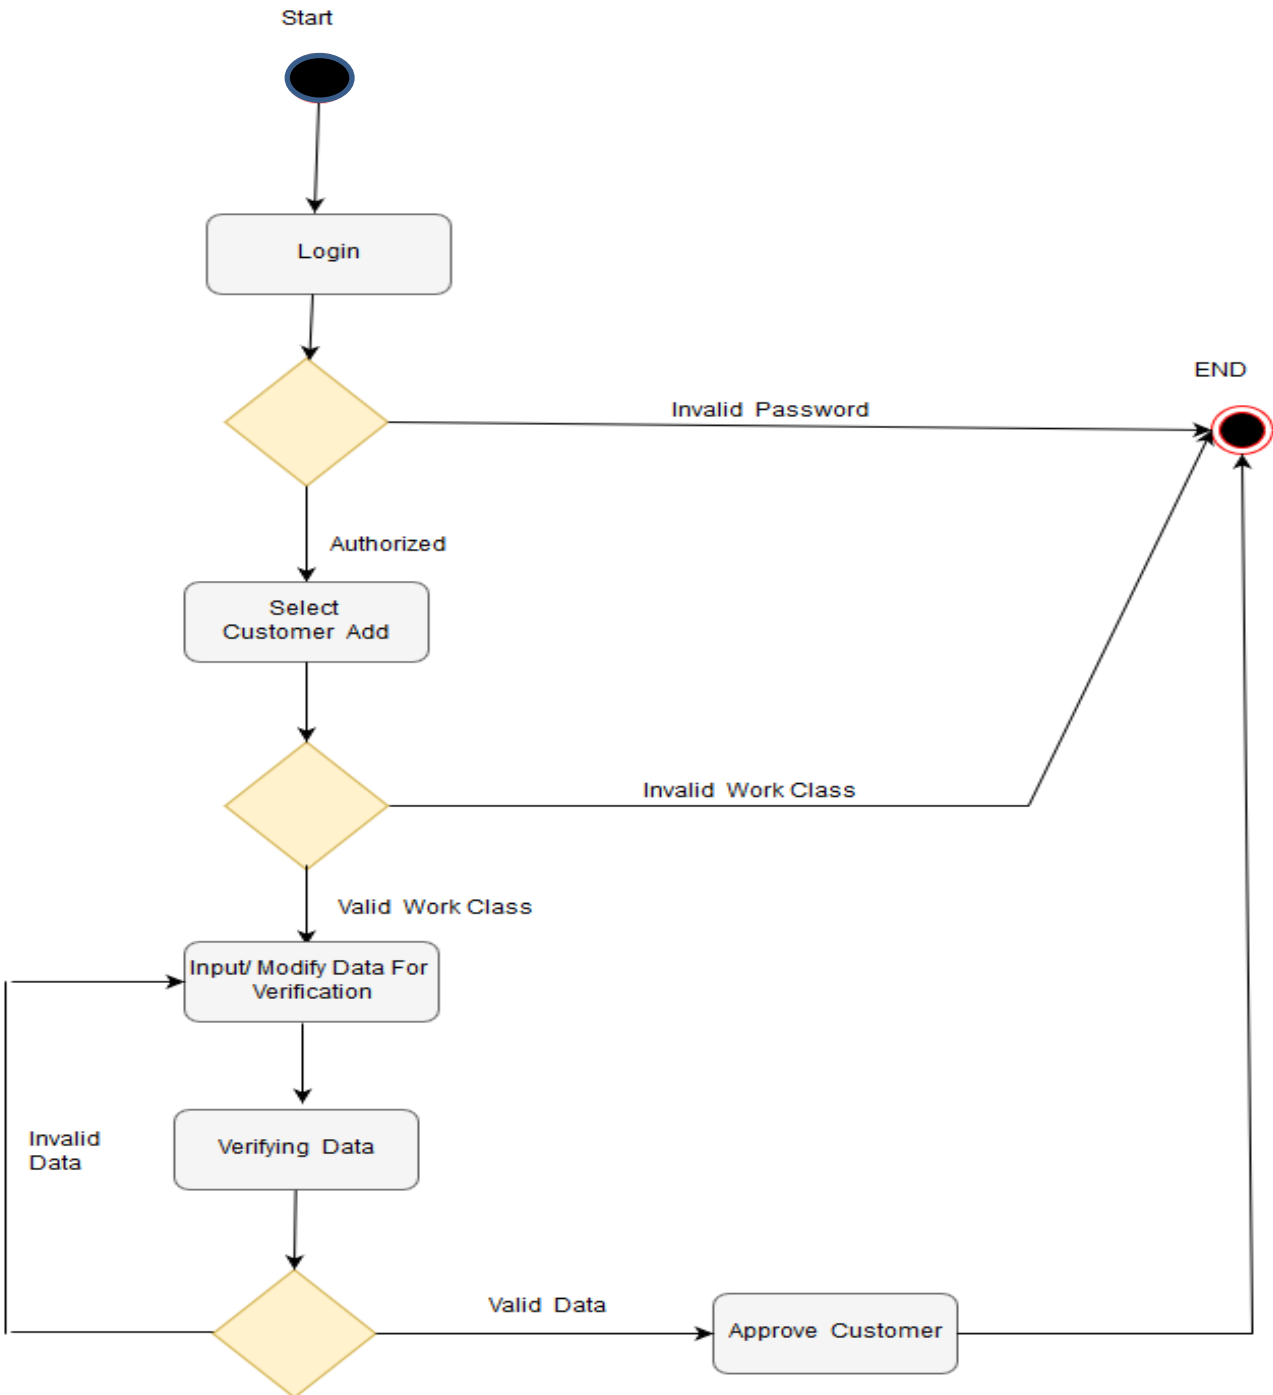 Start
Login
END
Invalid Password
Authorized
Select
Customer Add
Invalid Work Class
Valid Work Class
Input/ Modify Data For
Verification
Invalid
Data
Verifying Data
Valid Data
Approve Customer